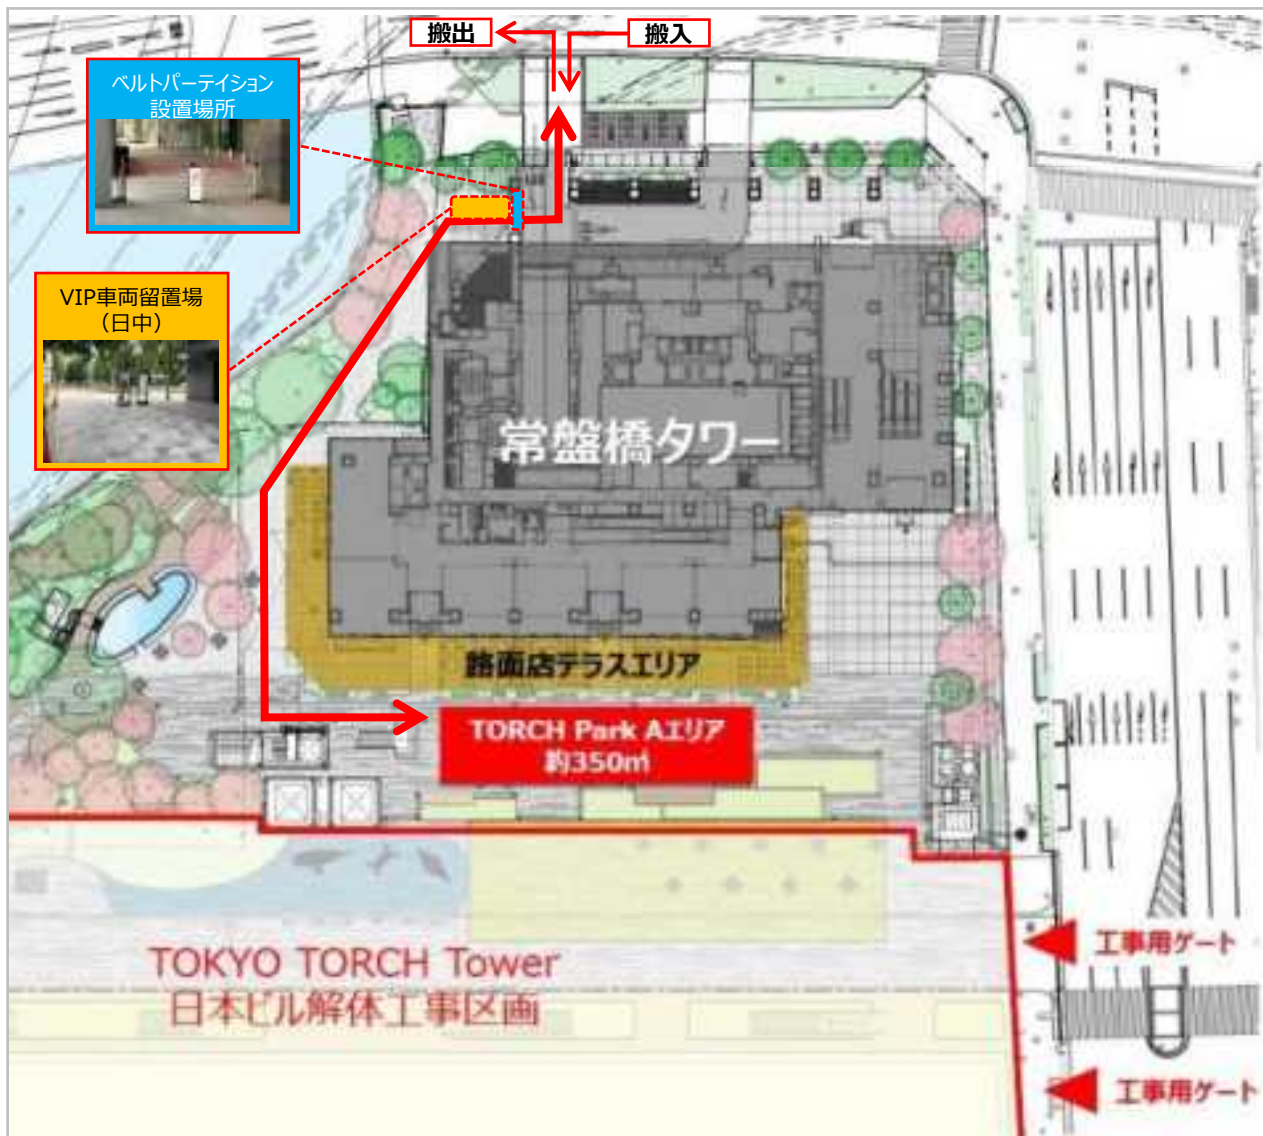 搬出
搬入
ベルトパーテイション
設置場所
VIP車両留置場
（日中）
常盤橋タワー
路面店テラスエリア
TORCH Park Aエリア
約350㎡
TOKYO TORCH Tower
日本ビル解体工事区画
工事用ゲート
工事用ゲート